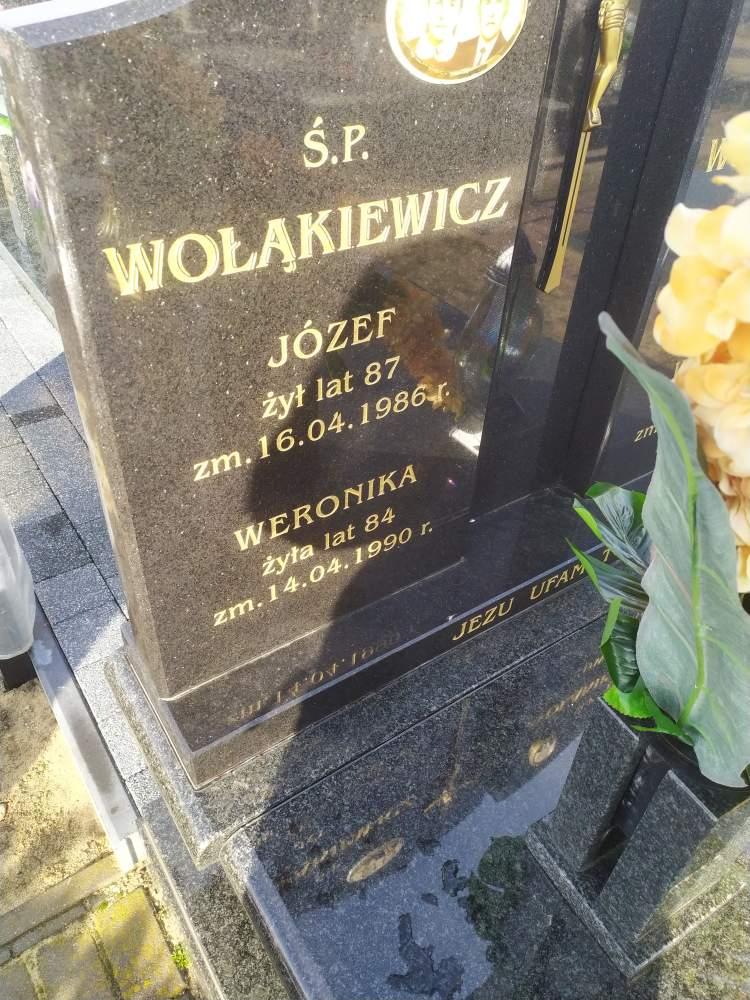 Ś.P.
WOŁĄKIEWICZ
JÓZEF
żył lat 87
zm. 16.04.1986 r.
WERONIKA
żyła lat 84
zm. 14.04.1990 r.
JEZU UFAM
W
zm.